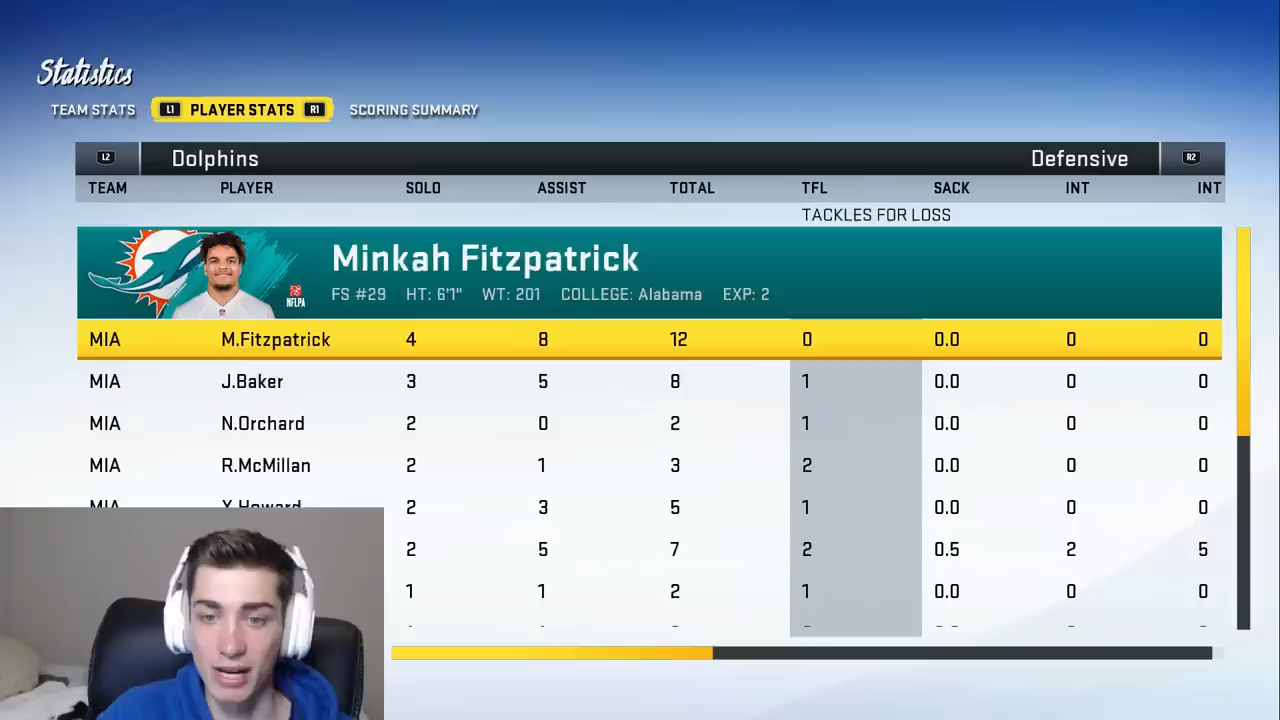 Statistics
TEAM STATS L1 PLAYER STATS R1 SCORING SUMMARY
L2 Dolphins Defensive R2
TEAM PLAYER SOLO ASSIST TOTAL TFL SACK INT INT
TACKLES FOR LOSS
Minkah Fitzpatrick
NFLPA FS #29 HT: 6'1" WT: 201 COLLEGE: Alabama EXP: 2
MIA M.Fitzpatrick 4 8 12 0 0.0 0 0
MIA J.Baker 3 5 8 1 0.0 0 0
MIA N.Orchard 2 0 2 1 0.0 0 0
MIA R.McMillan 2 1 3 2 0.0 0 0
MIA X.Howard 2 3 5 1 0.0 0 0
2 5 7 2 0.5 2 5
1 1 2 1 0.0 0 0